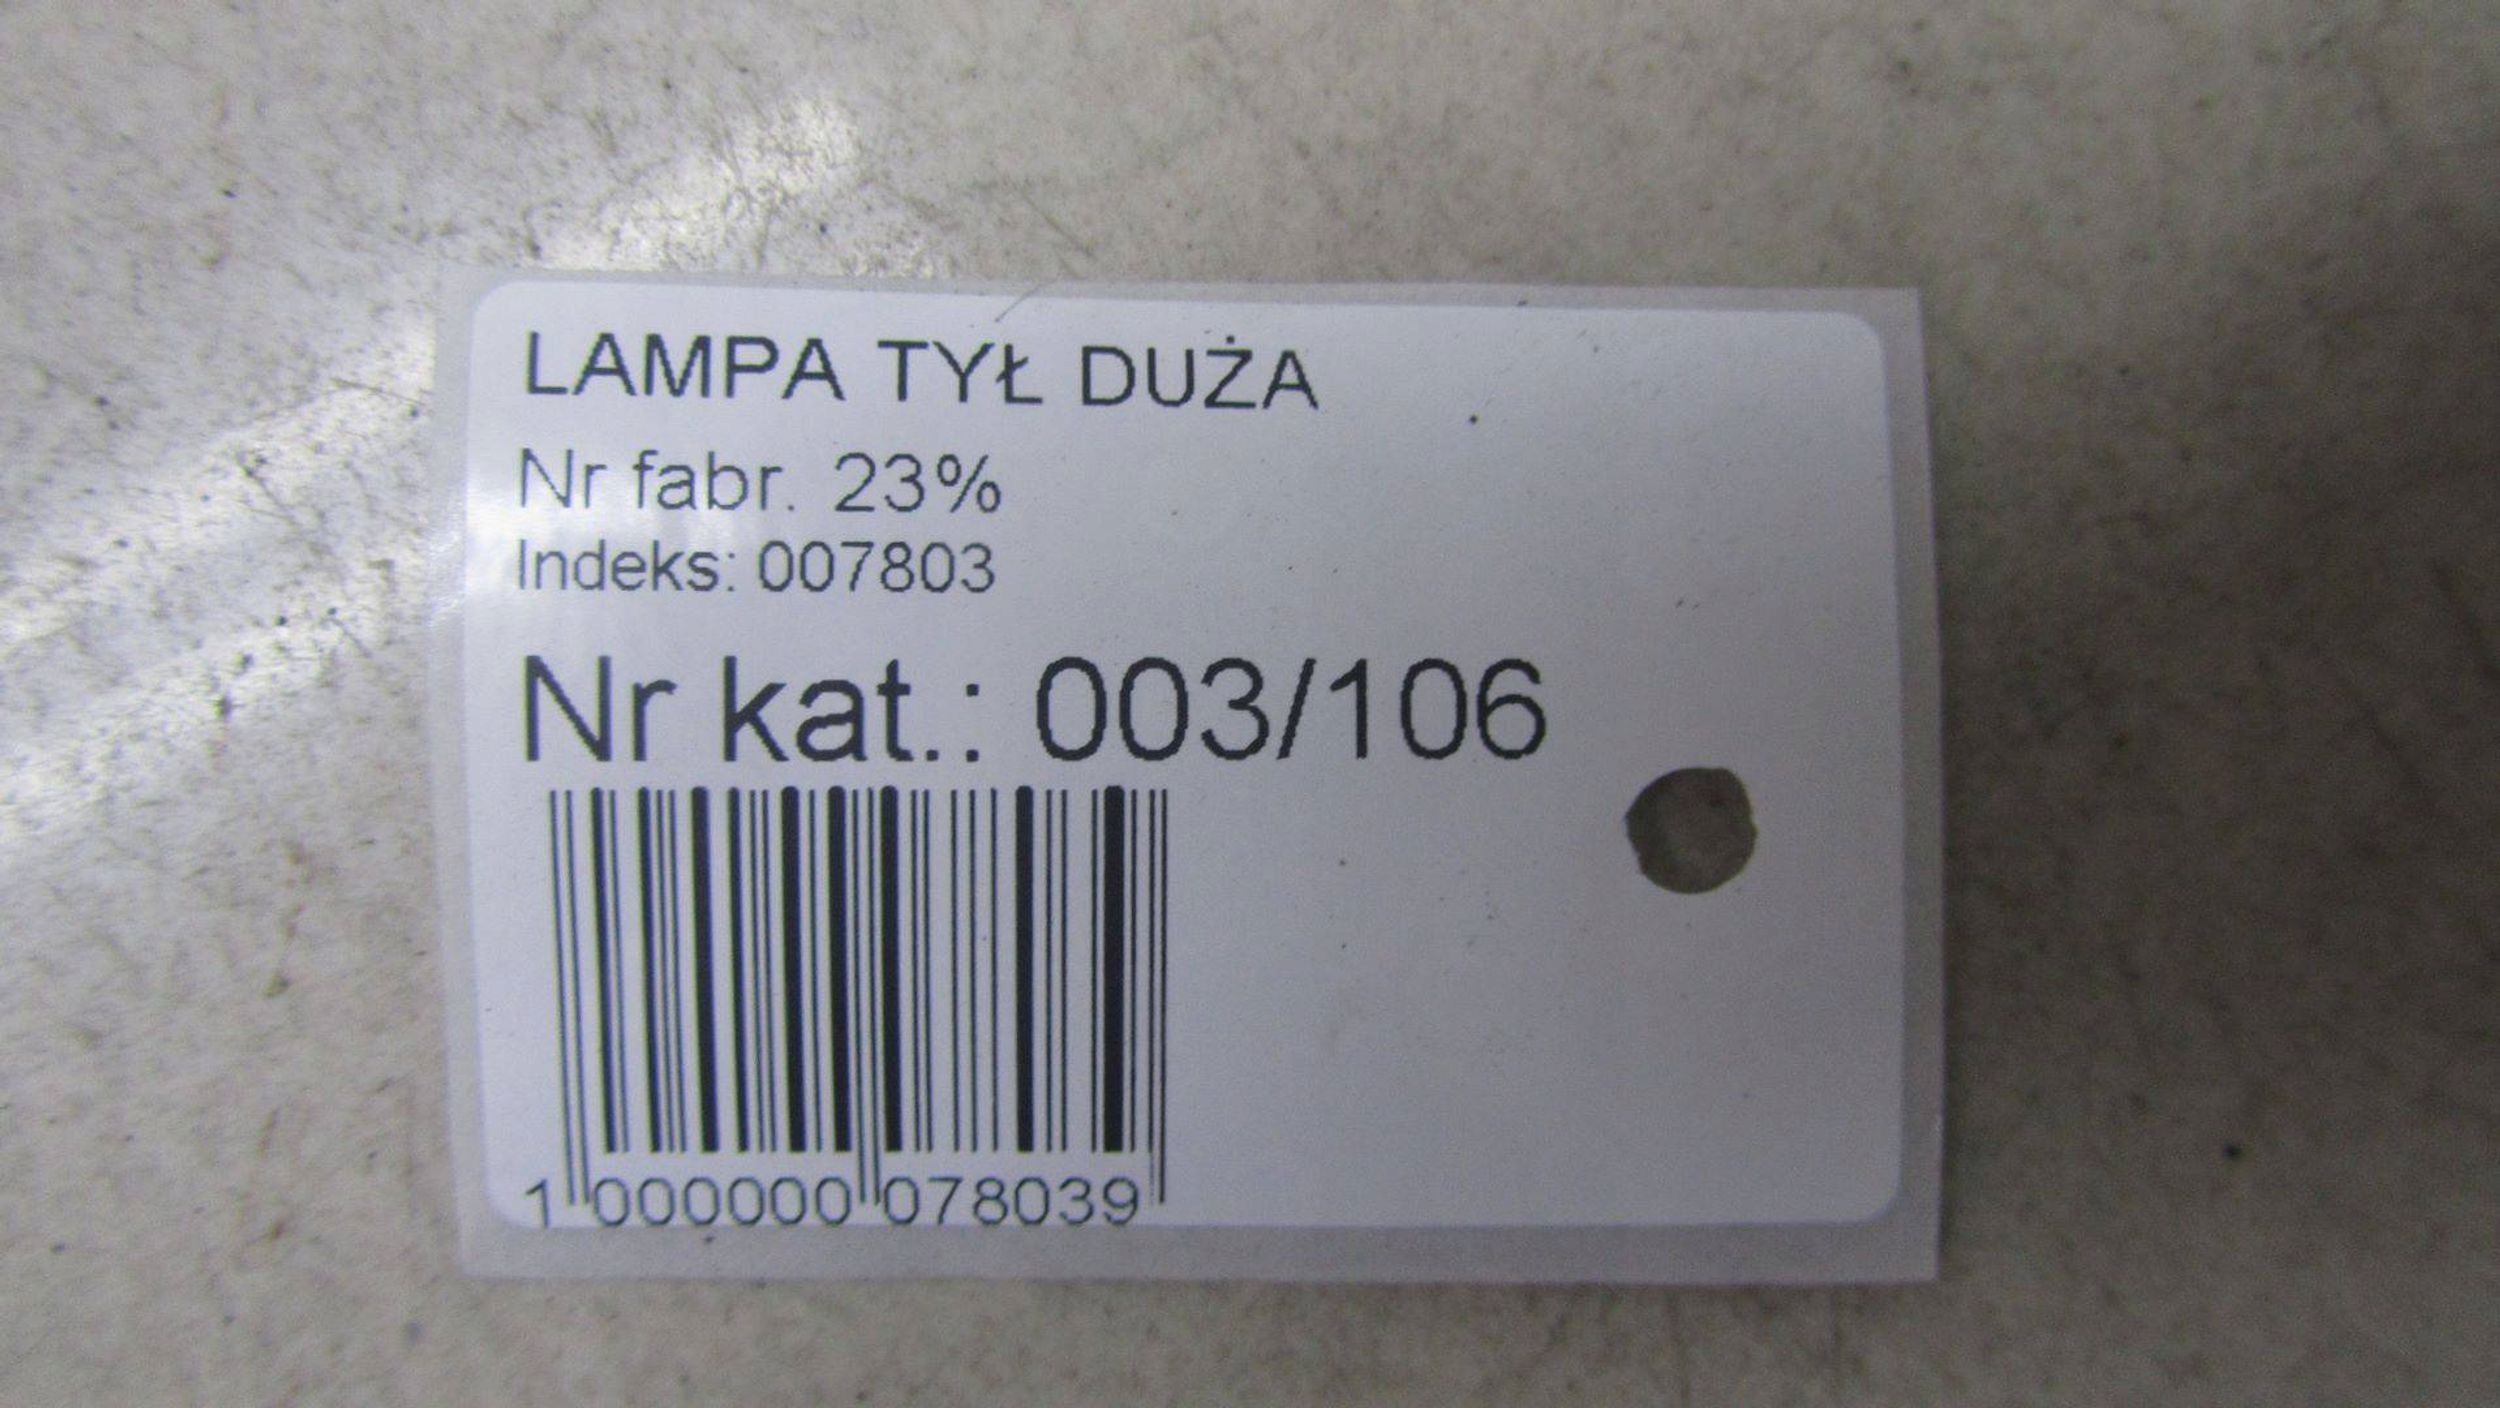 LAMPA TYŁ DUŻA
Nr fabr. 23%
Indeks: 007803
Nr kat.: 003/106
1 000000 078039